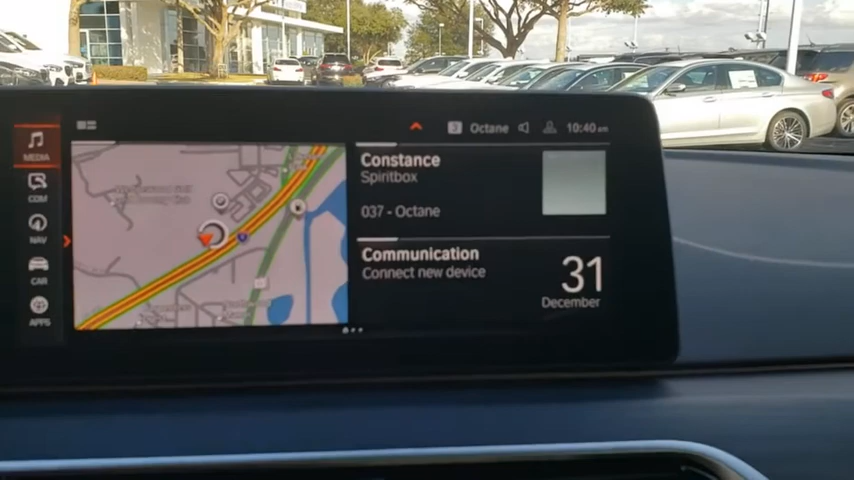 3 Octane 10:40 am
MEDIA
COM
NAV
CAR
APPS
Constance
Spiritbox
037 - Octane
Communication
Connect new device
31
December